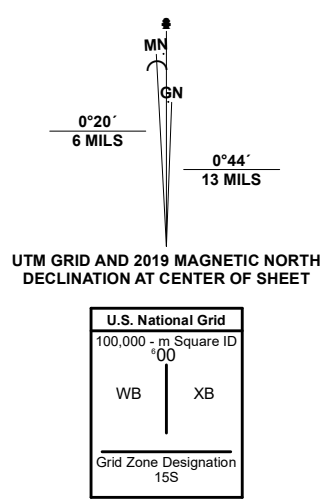 MN
GN
0°20´
6 MILS
0°44´
13 MILS
UTM GRID AND 2019 MAGNETIC NORTH
DECLINATION AT CENTER OF SHEET
U.S. National Grid
100,000 - m Square ID
⁶00
WB XB
Grid Zone Designation
15S